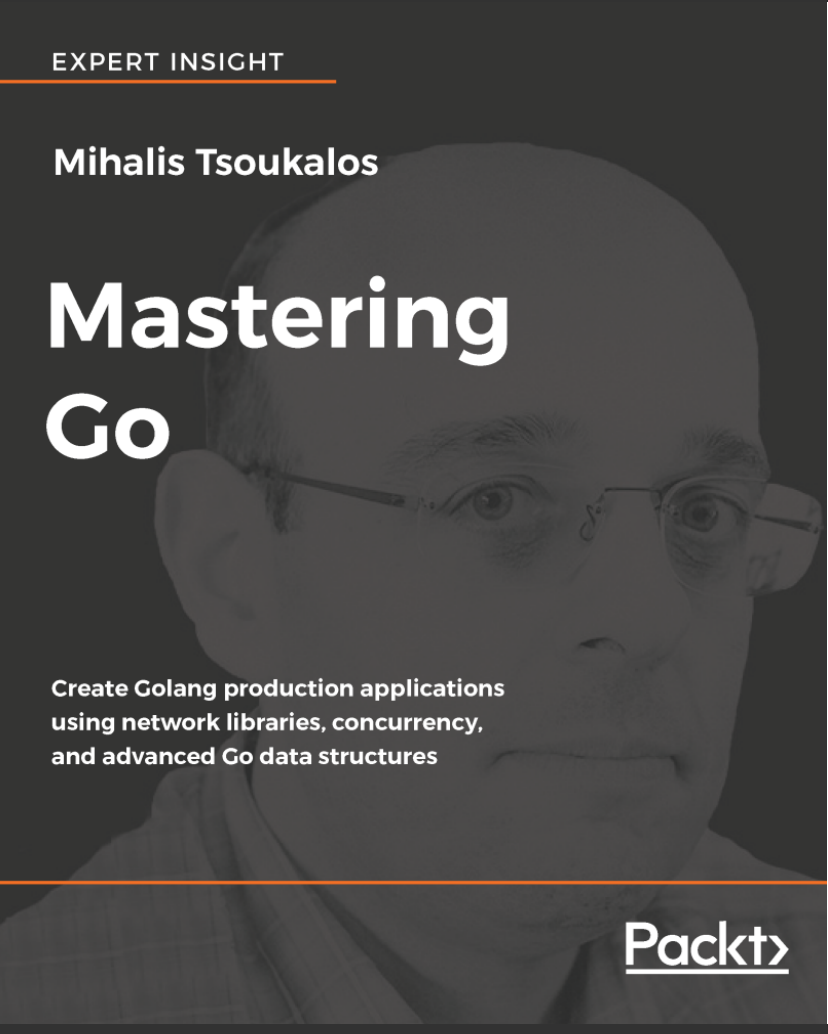 EXPERT INSIGHT
Mihalis Tsoukalos
Mastering
Go
Create Golang production applications
using network libraries, concurrency,
and advanced Go data structures
Packt>